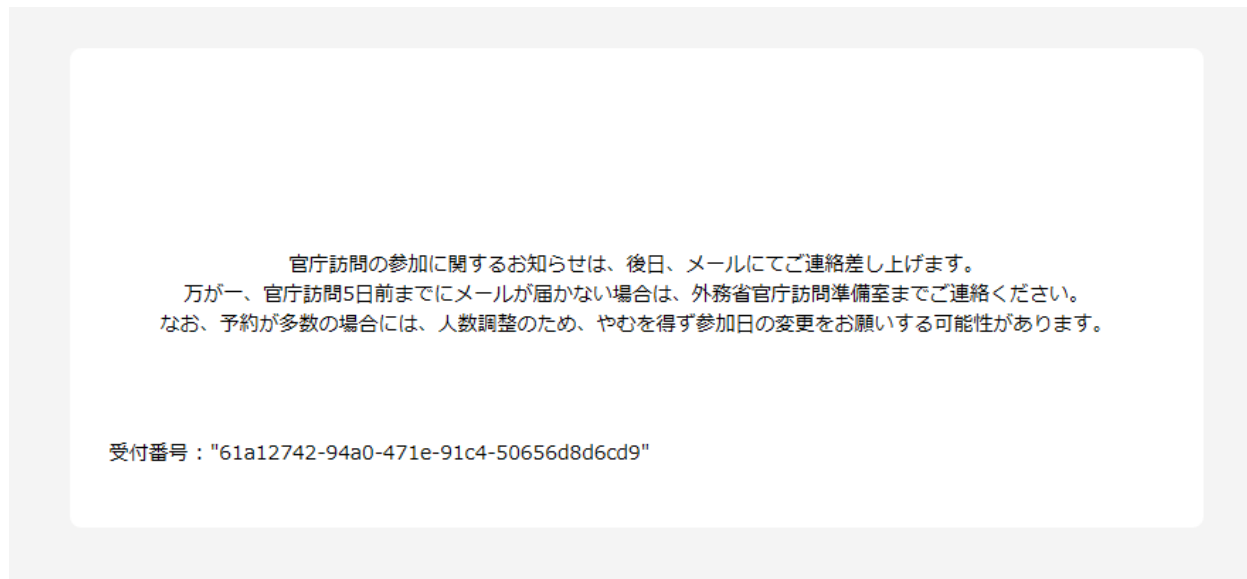 官庁訪問の参加に関するお知らせは、後日、メールにてご連絡差し上げます。
万が一、官庁訪問5日前までにメールが届かない場合は、外務省官庁訪問準備室までご連絡ください。
なお、予約が多数の場合には、人数調整のため、やむを得ず参加日の変更をお願いする可能性があります。
受付番号："61a12742-94a0-471e-91c4-50656d8d6cd9"